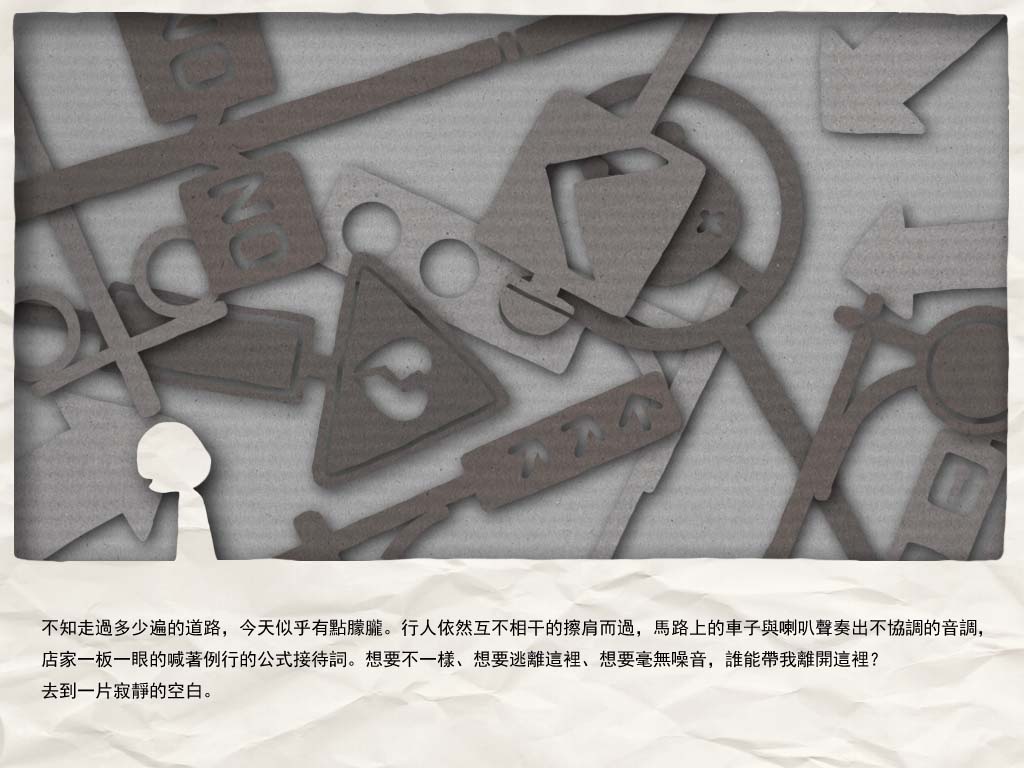 NO
NO
不知走過多少遍的道路，今天似乎有點朦朧。行人依然互不相干的擦肩而過，馬路上的車子與喇叭聲奏出不協調的音調，
店家一板一眼的喊著例行的公式接待詞。想要不一樣、想要逃離這裡、想要毫無噪音，誰能帶我離開這裡？
去到一片寂靜的空白。